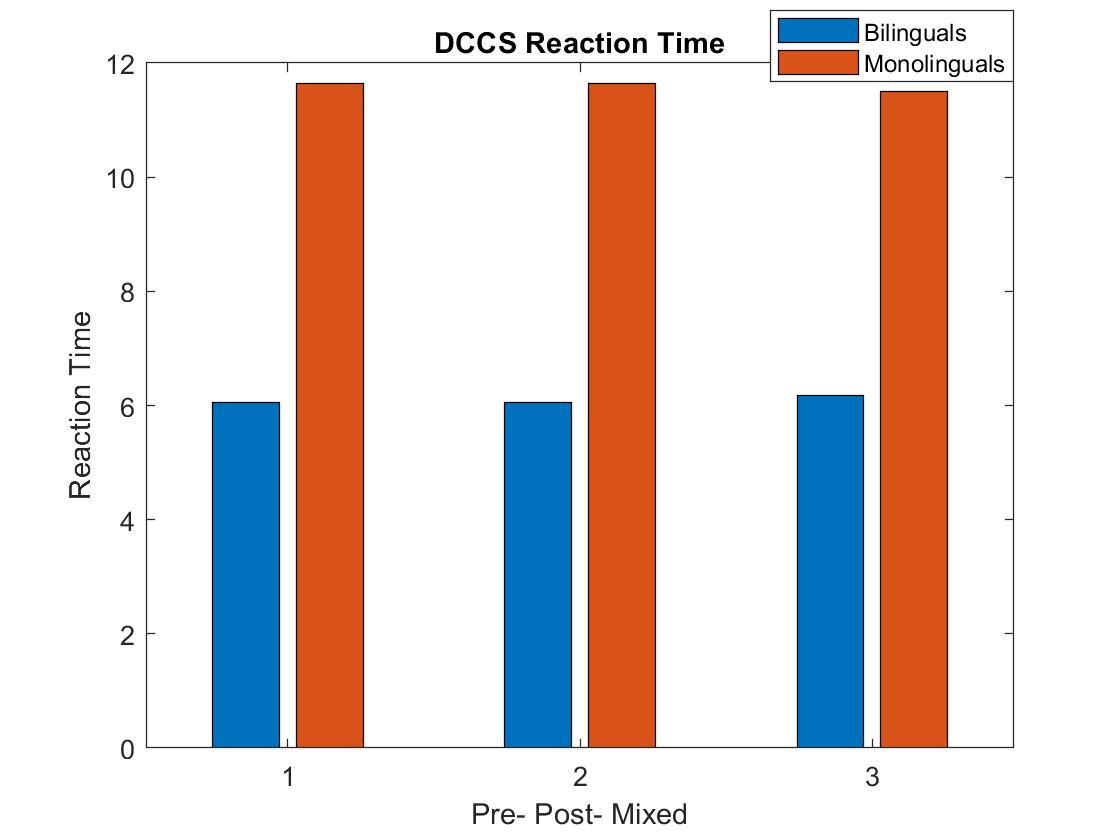 DCCS Reaction Time
Bilinguals
Monolinguals
12
10
8
6
4
2
0
Reaction Time
1 2 3
Pre- Post- Mixed